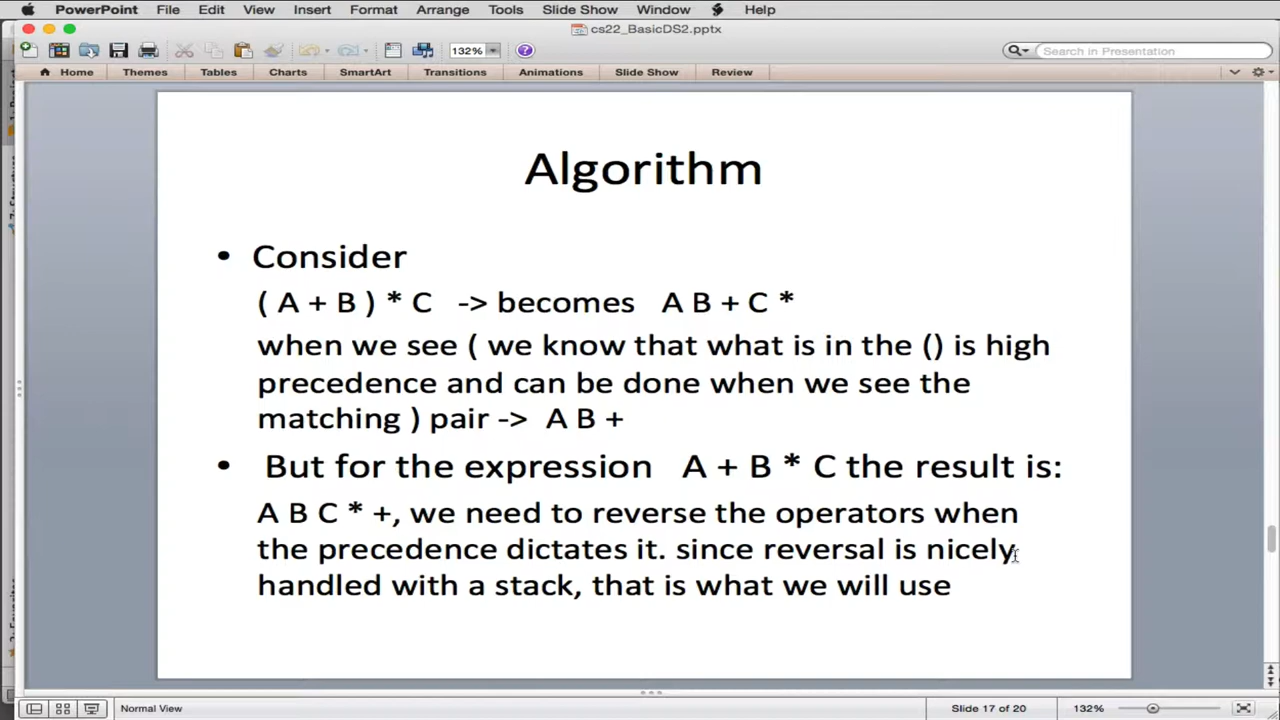 PowerPoint File Edit View Insert Format Arrange Tools Slide Show Window Help
cs22_BasicDS2.pptx
132% Search in Presentation
Home Themes Tables Charts SmartArt Transitions Animations Slide Show Review
Algorithm
• Consider
( A + B ) * C -> becomes A B + C *
when we see ( we know that what is in the () is high
precedence and can be done when we see the
matching ) pair -> A B +
• But for the expression A + B * C the result is:
A B C * +, we need to reverse the operators when
the precedence dictates it. since reversal is nicely
handled with a stack, that is what we will use
Normal View Slide 17 of 20 132%